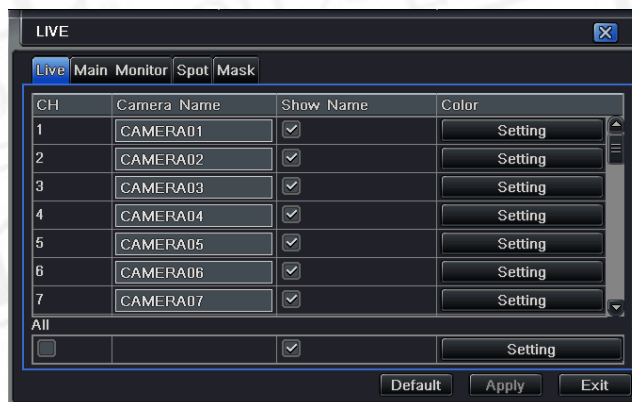 LIVE
Live Main Monitor Spot Mask
CH Camera Name Show Name Color
1 CAMERA01 Setting
2 CAMERA02 Setting
3 CAMERA03 Setting
4 CAMERA04 Setting
5 CAMERA05 Setting
6 CAMERA06 Setting
7 CAMERA07 Setting
All
Setting
Default Apply Exit